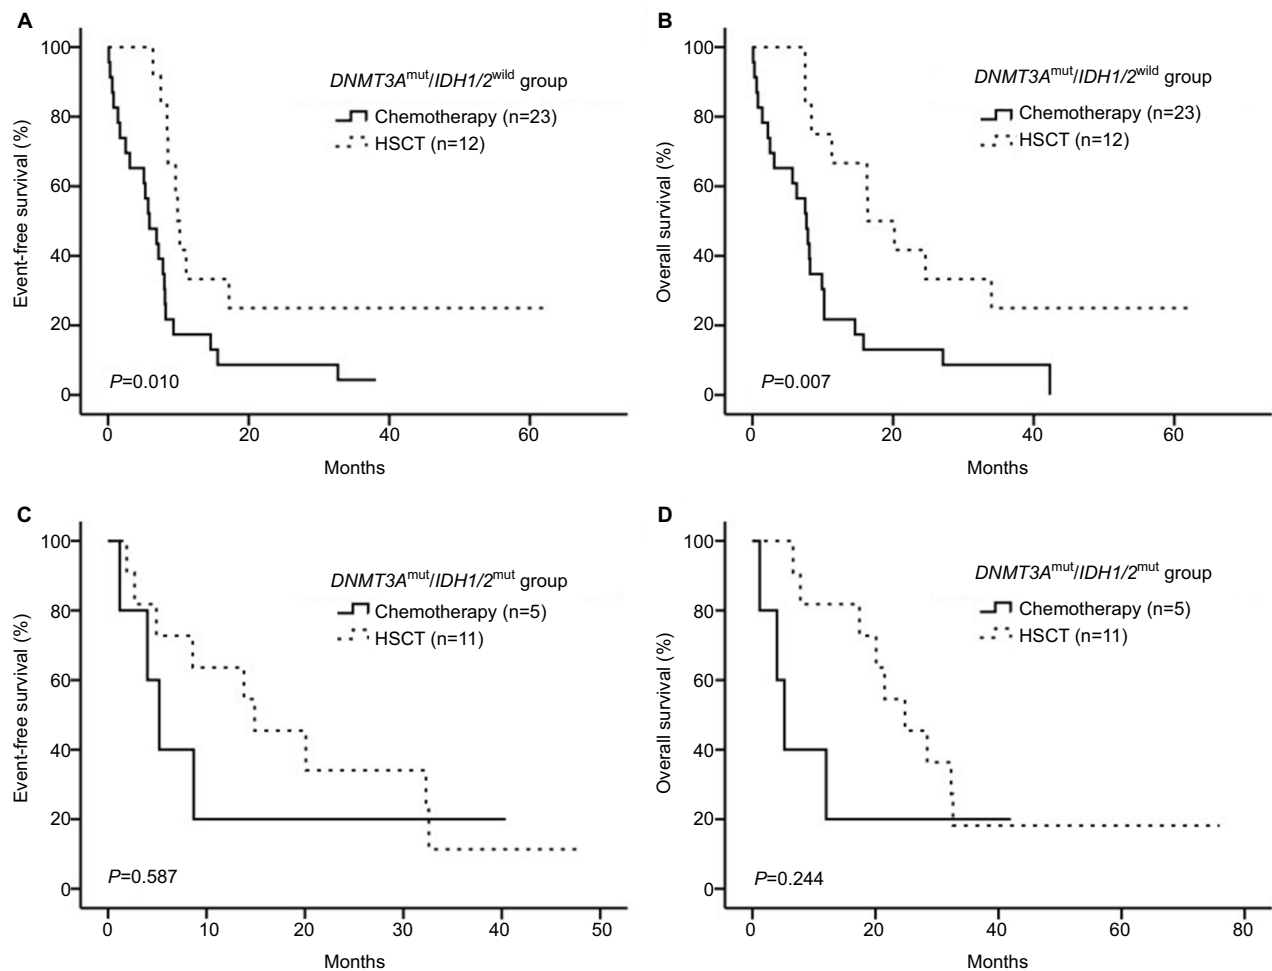 A
Event-free survival (%)
100
80
60
40
20
0
DNMT3Amut/IDH1/2wild group
Chemotherapy (n=23)
HSCT (n=12)
P=0.010
0 20 40 60
Months
B
Overall survival (%)
100
80
60
40
20
0
DNMT3Amut/IDH1/2wild group
Chemotherapy (n=23)
HSCT (n=12)
P=0.007
0 20 40 60
Months
C
Event-free survival (%)
100
80
60
40
20
0
DNMT3Amut/IDH1/2mut group
Chemotherapy (n=5)
HSCT (n=11)
P=0.587
0 10 20 30 40 50
Months
D
Overall survival (%)
100
80
60
40
20
0
DNMT3Amut/IDH1/2mut group
Chemotherapy (n=5)
HSCT (n=11)
P=0.244
0 20 40 60 80
Months